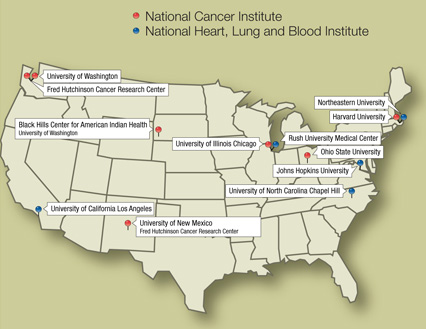 National Cancer Institute
National Heart, Lung and Blood Institute
University of Washington
Fred Hutchinson Cancer Research Center
Northeastern University
Harvard University
Black Hills Center for American Indian Health
University of Washington
Rush University Medical Center
University of Illinois Chicago
Ohio State University
Johns Hopkins University
University of North Carolina Chapel Hill
University of California Los Angeles
University of New Mexico
Fred Hutchinson Cancer Research Center